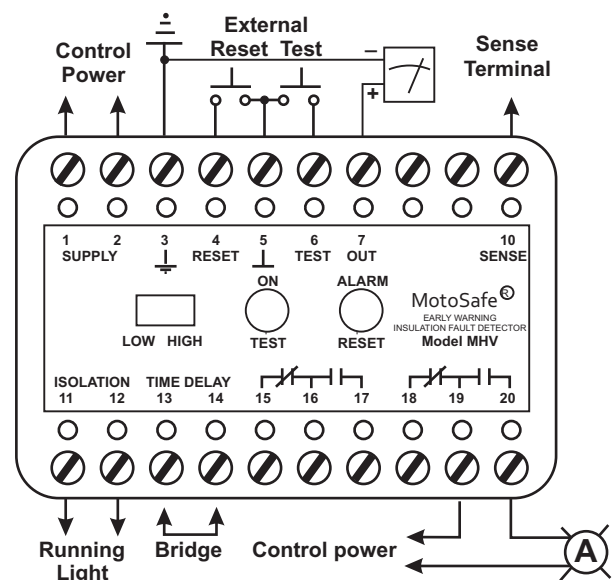 External
Reset Test
Control
Power
Sense
Terminal
–
+
1 2 3 4 5 6 7 10
SUPPLY RESET TEST OUT SENSE
ON ALARM
LOW HIGH TEST RESET
MotoSafe®
EARLY WARNING
INSULATION FAULT DETECTOR
Model MHV
ISOLATION TIME DELAY
11 12 13 14 15 16 17 18 19 20
Running
Light
Bridge
Control power
A